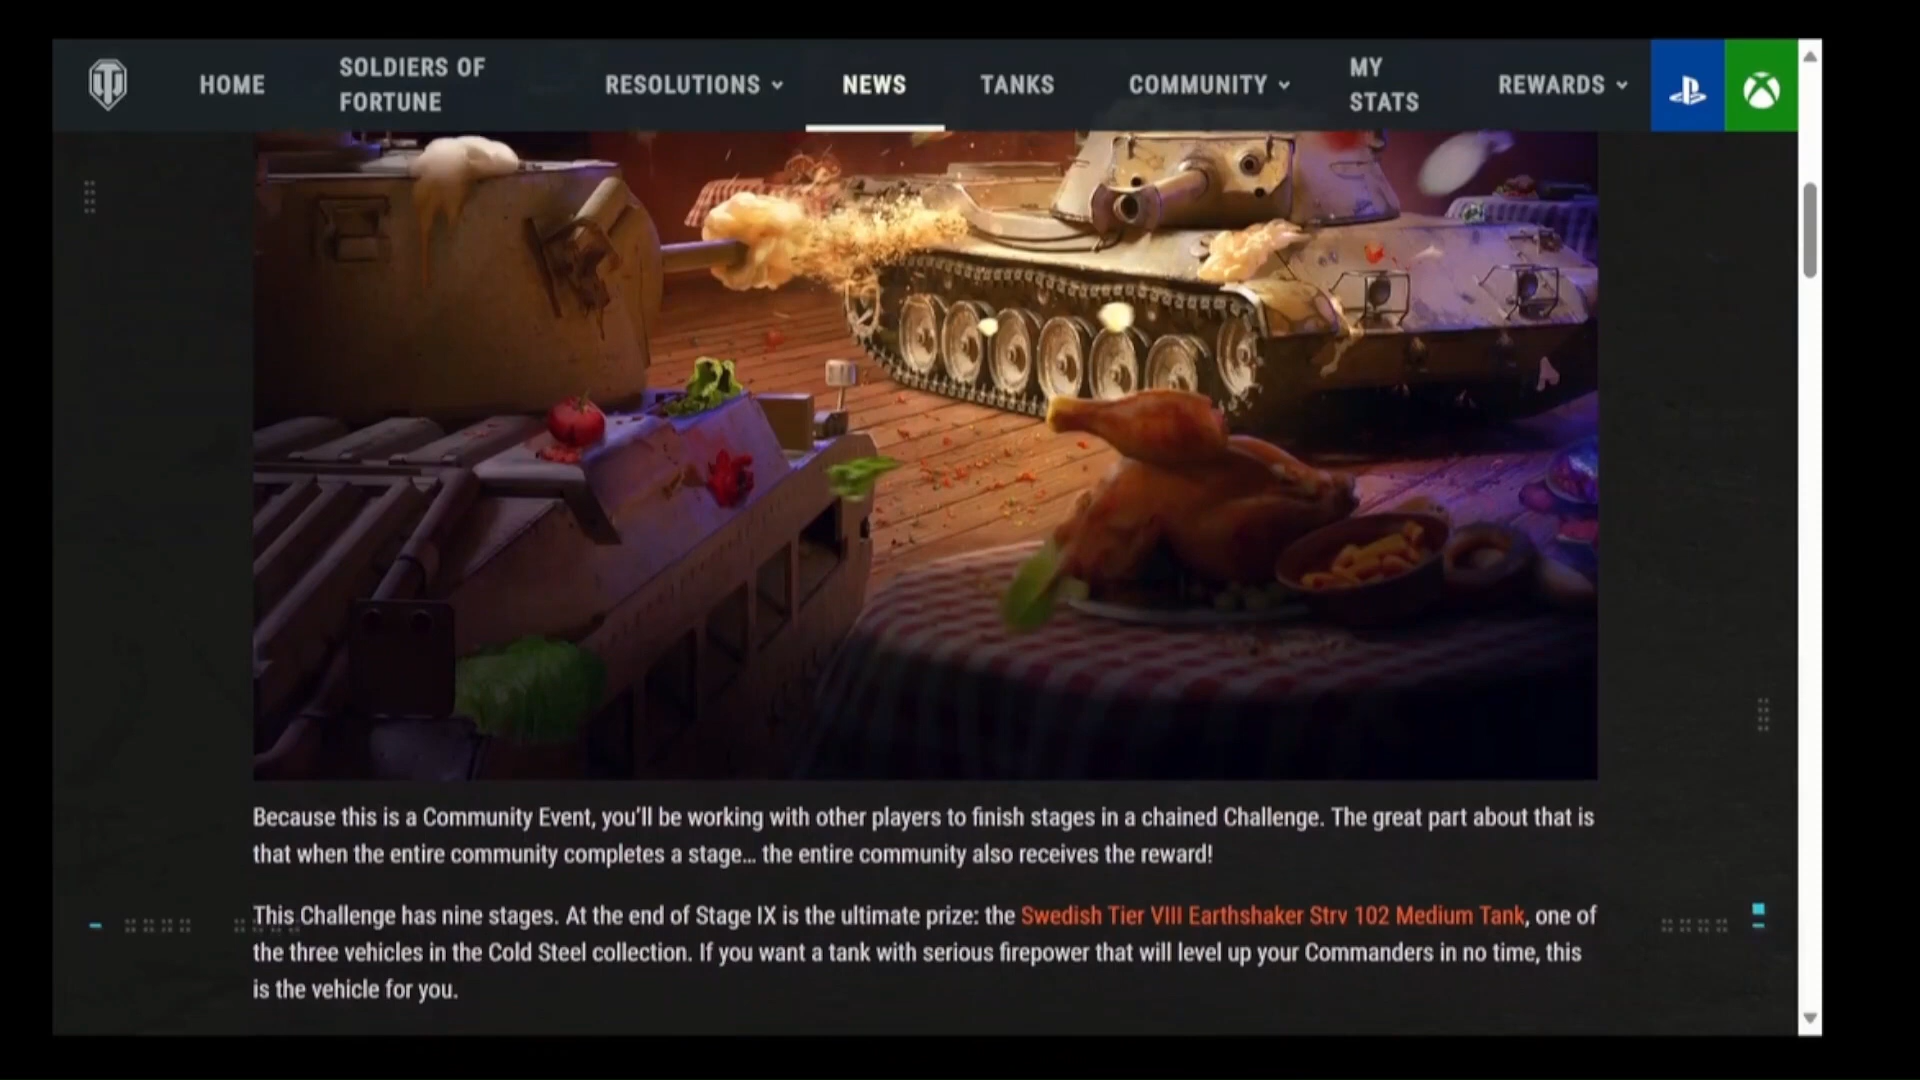 HOME
SOLDIERS OF
FORTUNE
RESOLUTIONS
NEWS
TANKS
COMMUNITY
MY
STATS
REWARDS
Because this is a Community Event, you'll be working with other players to finish stages in a chained Challenge. The great part about that is
that when the entire community completes a stage... the entire community also receives the reward!
This Challenge has nine stages. At the end of Stage IX is the ultimate prize: the Swedish Tier VIII Earthshaker Strv 102 Medium Tank, one of
the three vehicles in the Cold Steel collection. If you want a tank with serious firepower that will level up your Commanders in no time, this
is the vehicle for you.